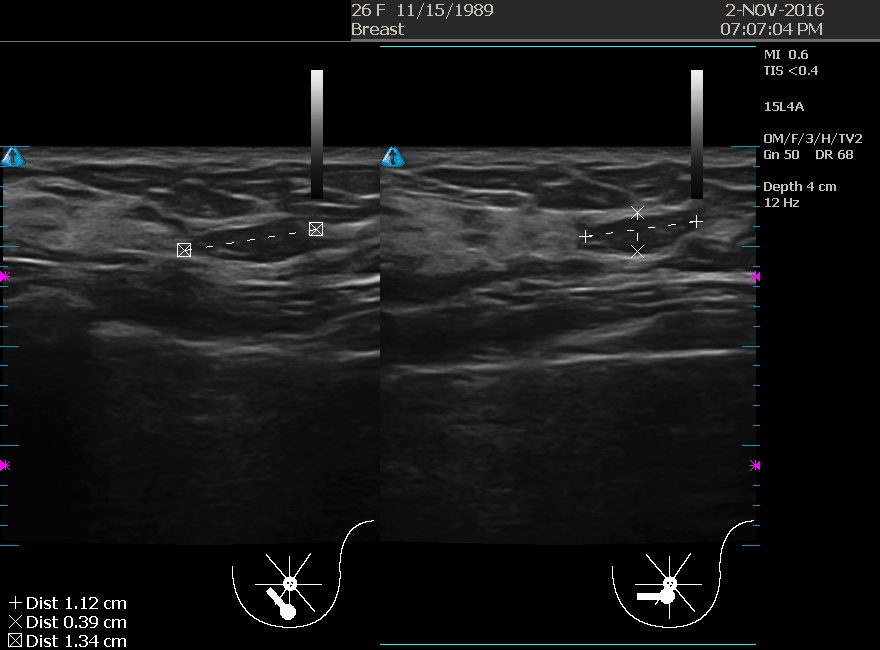 26 F 11/15/1989
2-NOV-2016
Breast
07:07:04 PM
MI 0.6
TIS <0.4
15L4A
OM/F/3/H/TV2
Gn 50 DR 68
Depth 4 cm
12 Hz
Dist 1.12 cm
Dist 0.39 cm
Dist 1.34 cm